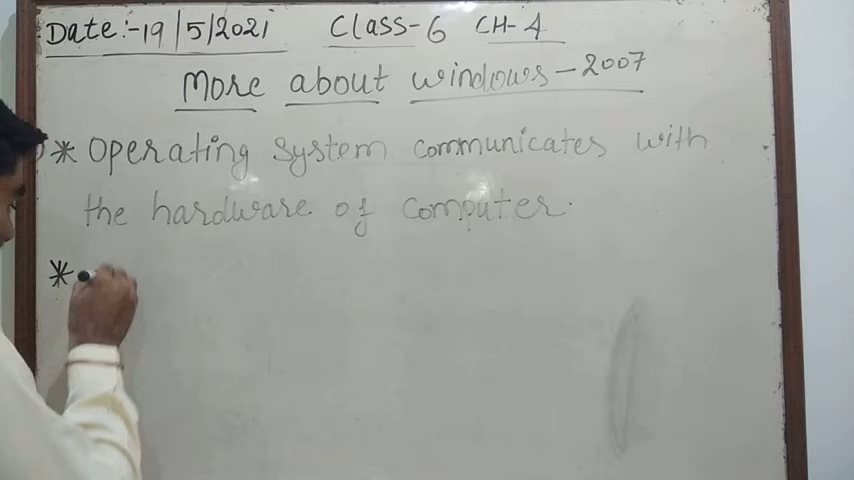 Date:-19/5/2021 Class-6 CH-4
More about windows-2007
* Operating system communicates with
the hardware of computer.
*